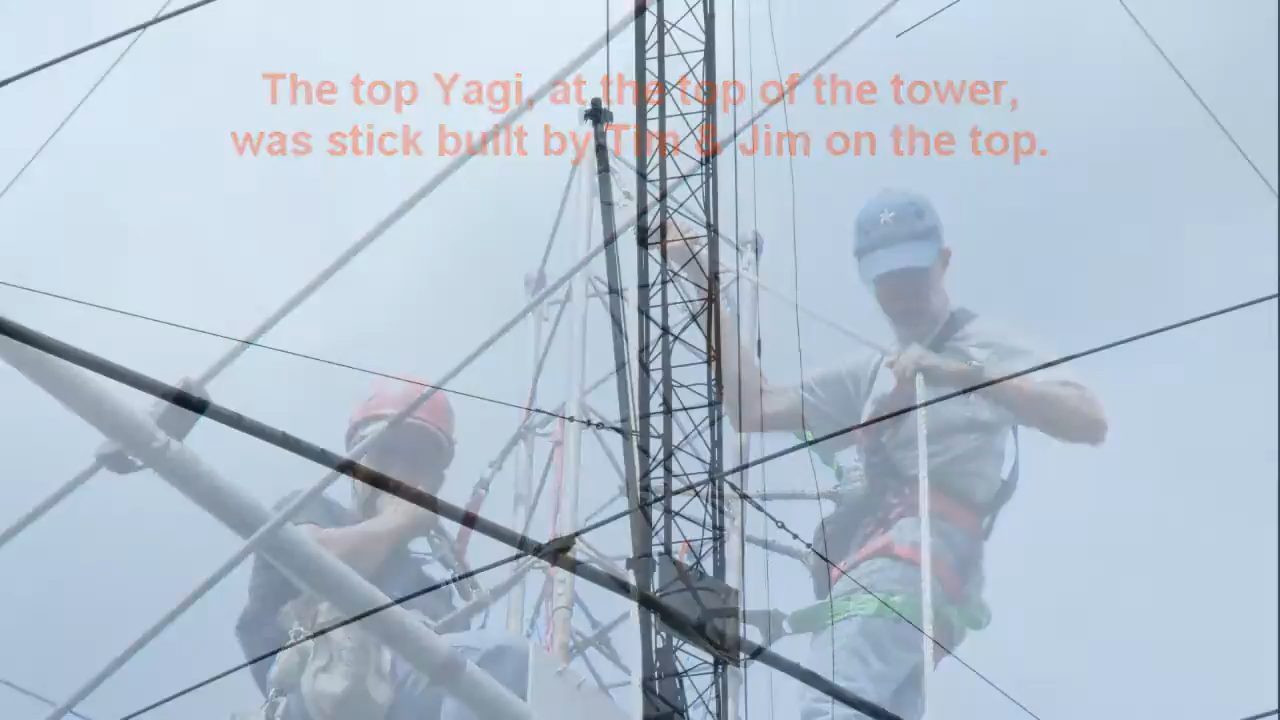 The top Yagi, at the top of the tower,
was stick built by Tim & Jim on the top.